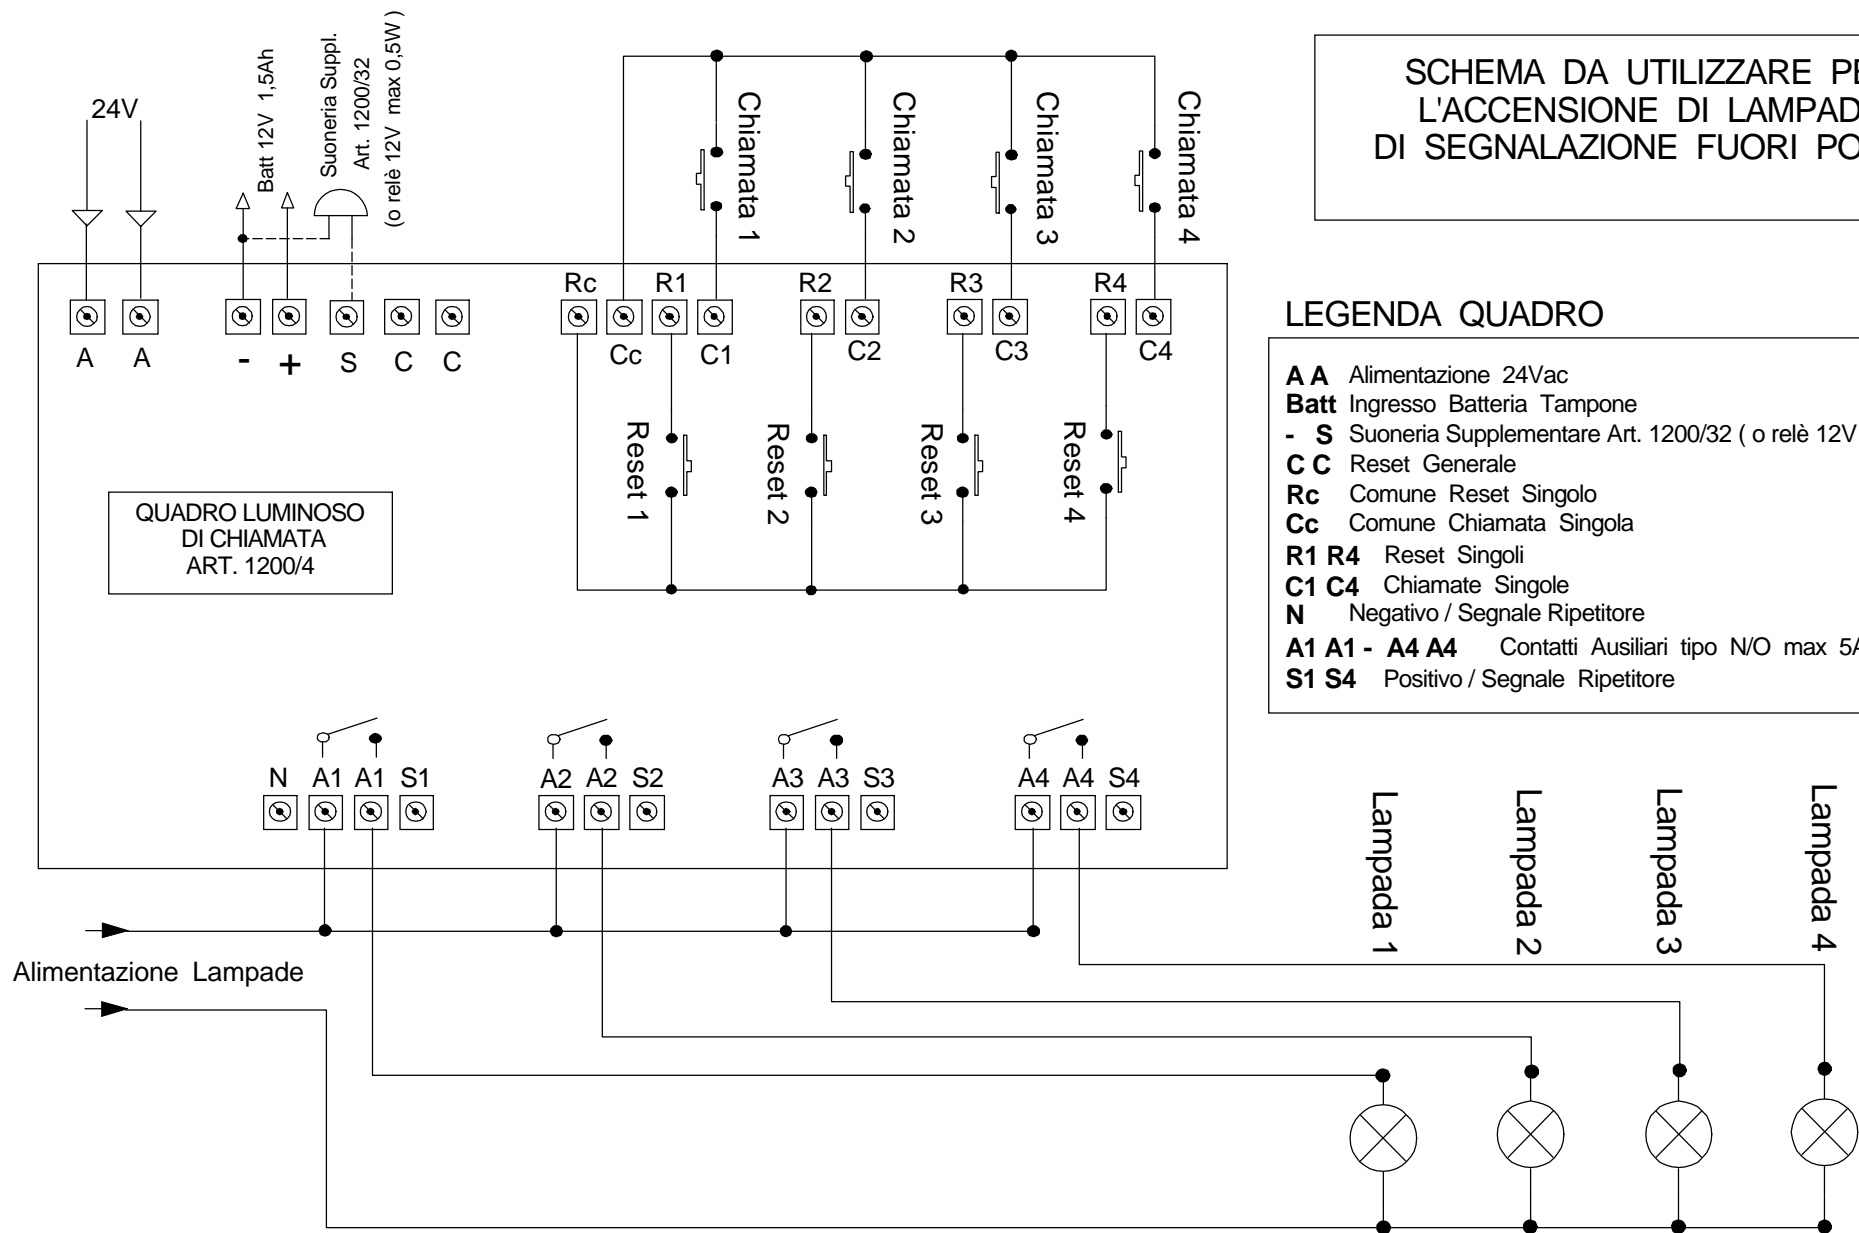 24V
Batt 12V 1,5Ah
Suoneria Suppl.
Art. 1200/32
(o relè 12V max 0,5W )
Chiamata 1
Chiamata 2
Chiamata 3
Chiamata 4
SCHEMA DA UTILIZZARE
L'ACCENSIONE DI
DI SEGNALAZIONE FUORI
A A - + S C C
Rc R1 R2 R3 R4
Cc C1 C2 C3 C4
Reset 1
Reset 2
Reset 3
Reset 4
QUADRO LUMINOSO
DI CHIAMATA
ART. 1200/4
LEGENDA QUADRO
A A Alimentazione 24Vac
Batt Ingresso Batteria Tampone
- S Suoneria Supplementare Art. 1200/32 ( o relè 12V
C C Reset Generale
Rc Comune Reset Singolo
Cc Comune Chiamata Singola
R1 R4 Reset Singoli
C1 C4 Chiamate Singole
N Negativo / Segnale Ripetitore
A1 A1 - A4 A4 Contatti Ausiliari tipo N/O max 5A
S1 S4 Positivo / Segnale Ripetitore
N A1 A1 S1 A2 A2 S2 A3 A3 S3 A4 A4 S4
Alimentazione Lampade
Lampada 1
Lampada 2
Lampada 3
Lampada 4